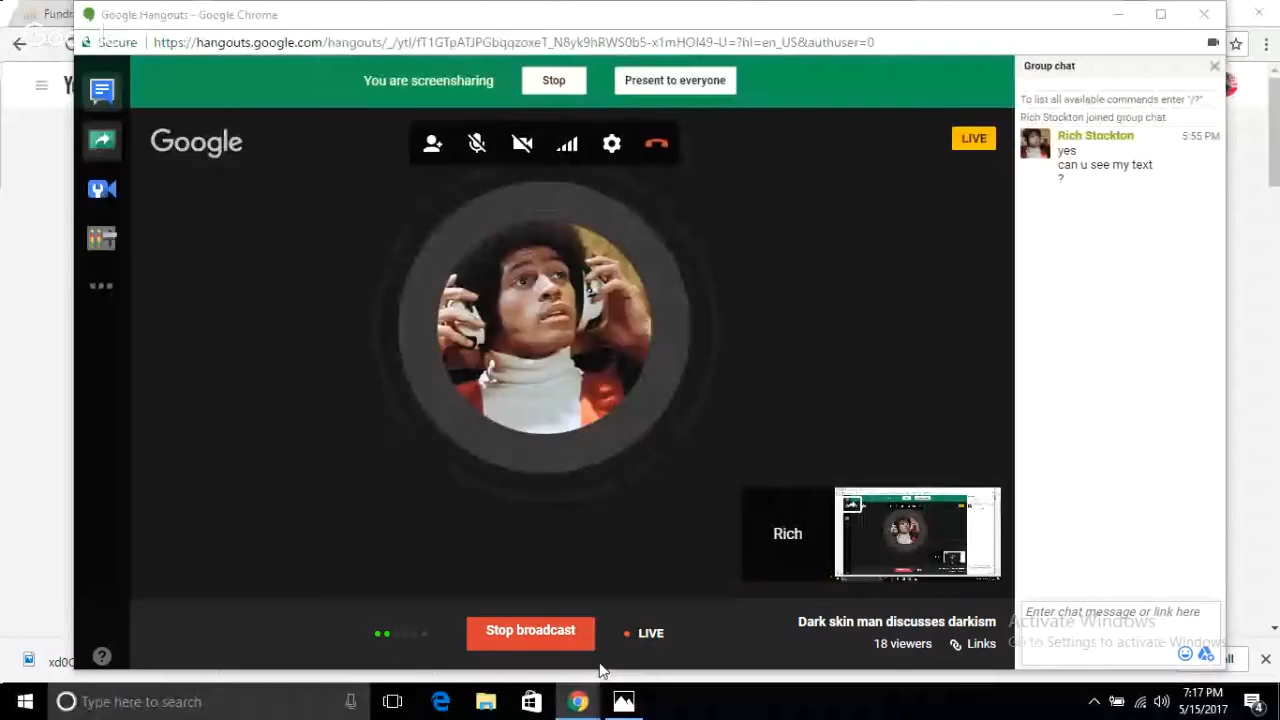 Google Hangouts - Google Chrome
Secure
https://hangouts.google.com/hangouts/_/ytl/fT1GTpATJPGbqqzoxeT_N8yk9hRWS0bS-x1mHOI49-U=?hl=en_US&authuser=0
You are screensharing
Stop
Present to everyone
Group chat
To list all available commands enter "/?"
Rich Stockton joined group chat
Rich Stockton
5:55 PM
yes
can u see my text
?
Google
LIVE
Rich
Stop broadcast
LIVE
Dark skin man discusses darkism
18 viewers
Links
Enter chat message or link here
Activate Windows
Go to Settings to activate Windows.
Type here to search
7:17 PM
5/15/2017
4